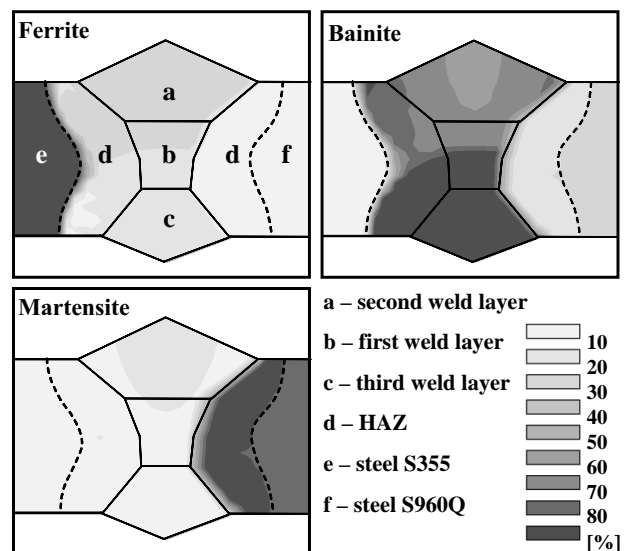 Ferrite
Bainite
a
e
d
b
d
f
c
Martensite
a – second weld layer
b – first weld layer
c – third weld layer
d – HAZ
e – steel S355
f – steel S960Q
10
20
30
40
50
60
70
80
[%]